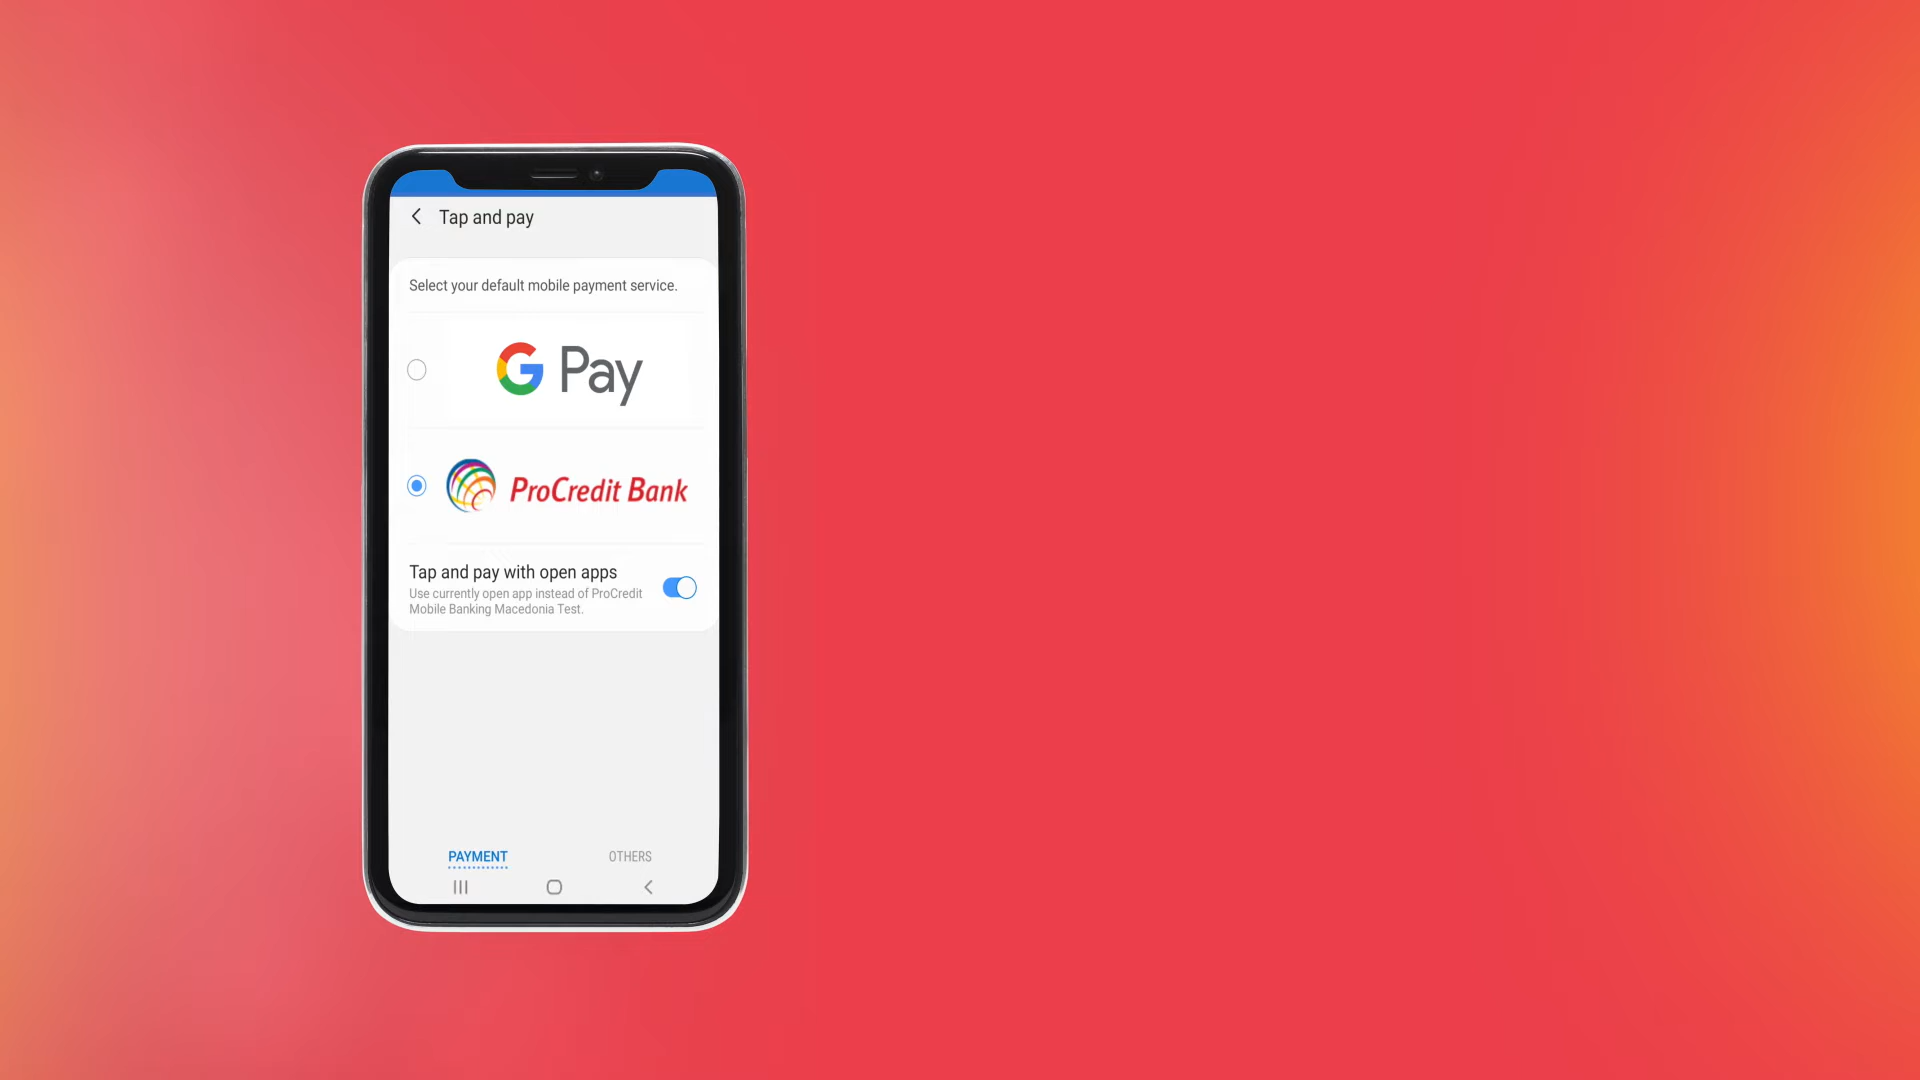 Tap and pay
Select your default mobile payment service.
G Pay
ProCredit Bank
Tap and pay with open apps
Use currently open app instead of ProCredit
Mobile Banking Macedonia Test.
PAYMENT
OTHERS